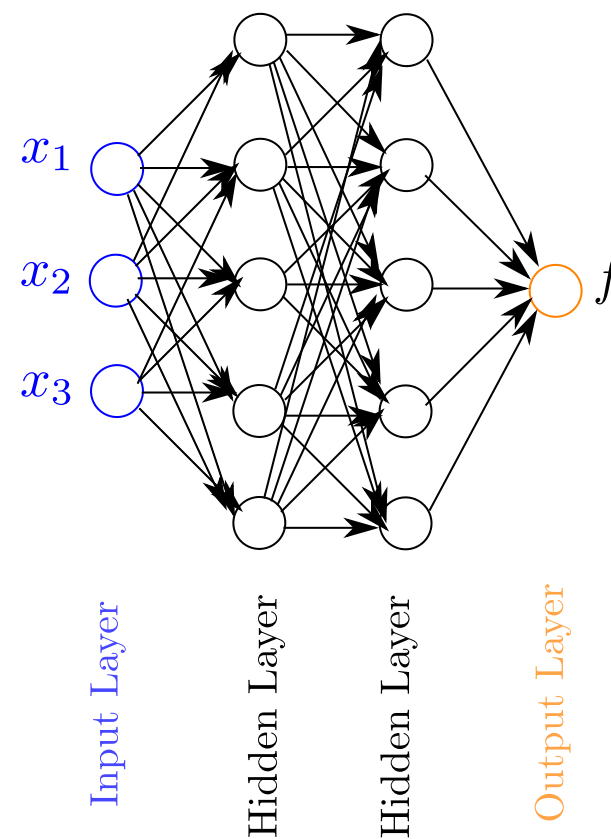 x1
x2
x3
f
Input Layer
Hidden Layer
Hidden Layer
Output Layer